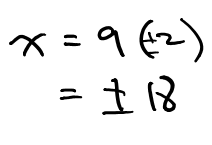 x = 9 (±2)
= ± 18